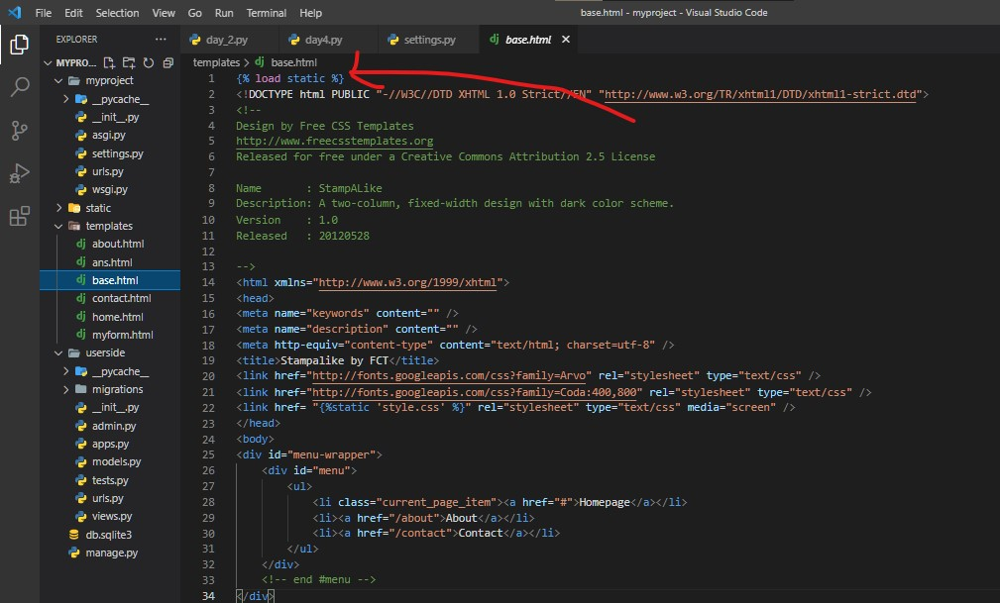 File Edit Selection View Go Run Terminal Help
base.html - myproject - Visual Studio Code
EXPLORER ...
MYPRO...
myproject
__pycache__
__init__.py
asgi.py
settings.py
urls.py
wsgi.py
static
templates
about.html
ans.html
base.html
contact.html
home.html
myform.html
userside
__pycache__
migrations
__init__.py
admin.py
apps.py
models.py
tests.py
urls.py
views.py
db.sqlite3
manage.py
day_2.py day4.py settings.py dj base.html ×
templates > dj base.html
1 {% load static %}
2 <!DOCTYPE html PUBLIC "-//W3C//DTD XHTML 1.0 Strict//EN" "http://www.w3.org/TR/xhtml1/DTD/xhtml1-strict.dtd">
3 <!--
4 Design by Free CSS Templates
5 http://www.freecsstemplates.org
6 Released for free under a Creative Commons Attribution 2.5 License
7
8 Name       : StampALike
9 Description: A two-column, fixed-width design with dark color scheme.
10 Version    : 1.0
11 Released   : 20120528
12
13 -->
14 <html xmlns="http://www.w3.org/1999/xhtml">
15 <head>
16 <meta name="keywords" content="" />
17 <meta name="description" content="" />
18 <meta http-equiv="content-type" content="text/html; charset=utf-8" />
19 <title>Stampalike by FCT</title>
20 <link href="http://fonts.googleapis.com/css?family=Arvo" rel="stylesheet" type="text/css" />
21 <link href="http://fonts.googleapis.com/css?family=Coda:400,800" rel="stylesheet" type="text/css" />
22 <link href= "{%static 'style.css' %}" rel="stylesheet" type="text/css" media="screen" />
23 </head>
24 <body>
25 <div id="menu-wrapper">
26     <div id="menu">
27         <ul>
28             <li class="current_page_item"><a href="#">Homepage</a></li>
29             <li><a href="/about">About</a></li>
30             <li><a href="/contact">Contact</a></li>
31         </ul>
32     </div>
33     <!-- end #menu -->
34 </div>